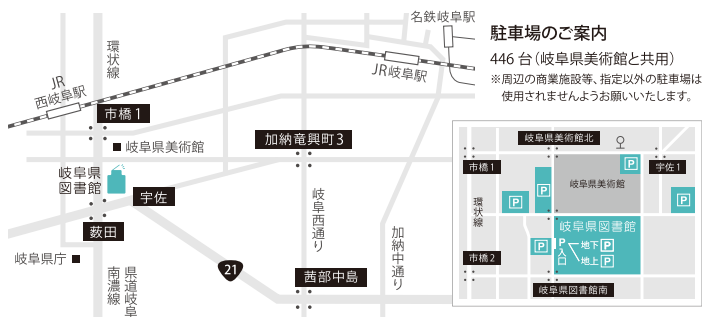 名鉄岐阜駅
JR岐阜駅
環状線
JR
西岐阜駅
市橋1
岐阜県美術館
加納竜興町3
岐阜県
図書館
宇佐
薮田
岐阜県庁
21
県道岐阜
南濃線
岐阜西通り
加納中通り
茜部中島
駐車場のご案内
446台（岐阜県美術館と共用）
※周辺の商業施設等、指定以外の駐車場は
使用されませんようお願いいたします。
岐阜県美術館北
市橋1
P
宇佐1
岐阜県美術館
P
P
P
環状線
岐阜県図書館
P
P
入口
地下P
地上P
市橋2
岐阜県図書館南